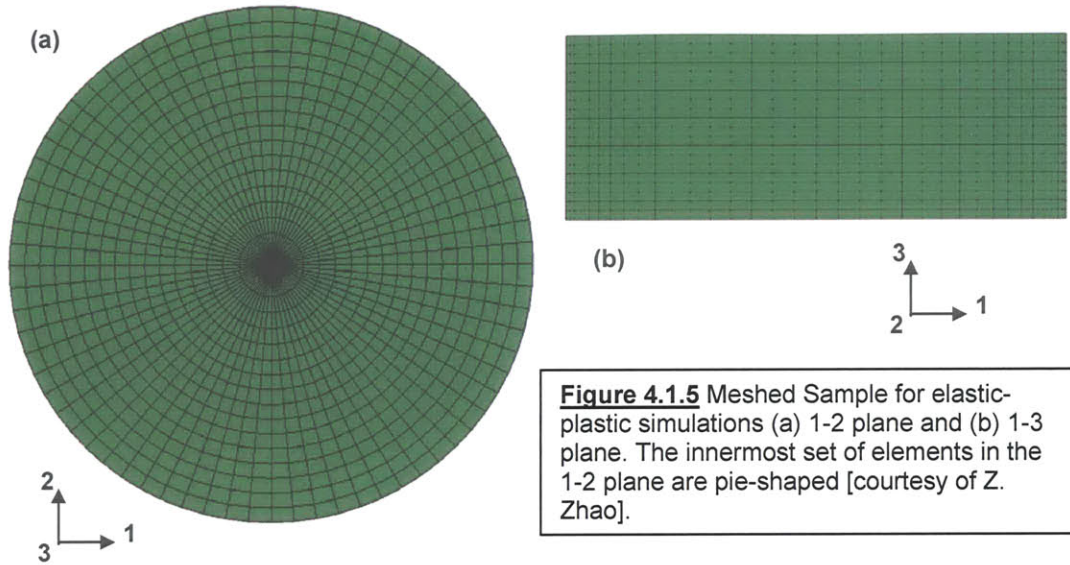 (a)
2
1
3
(b)
3
1
2
Figure 4.1.5 Meshed Sample for elastic-
plastic simulations (a) 1-2 plane and (b) 1-3
plane. The innermost set of elements in the
1-2 plane are pie-shaped [courtesy of Z.
Zhao].